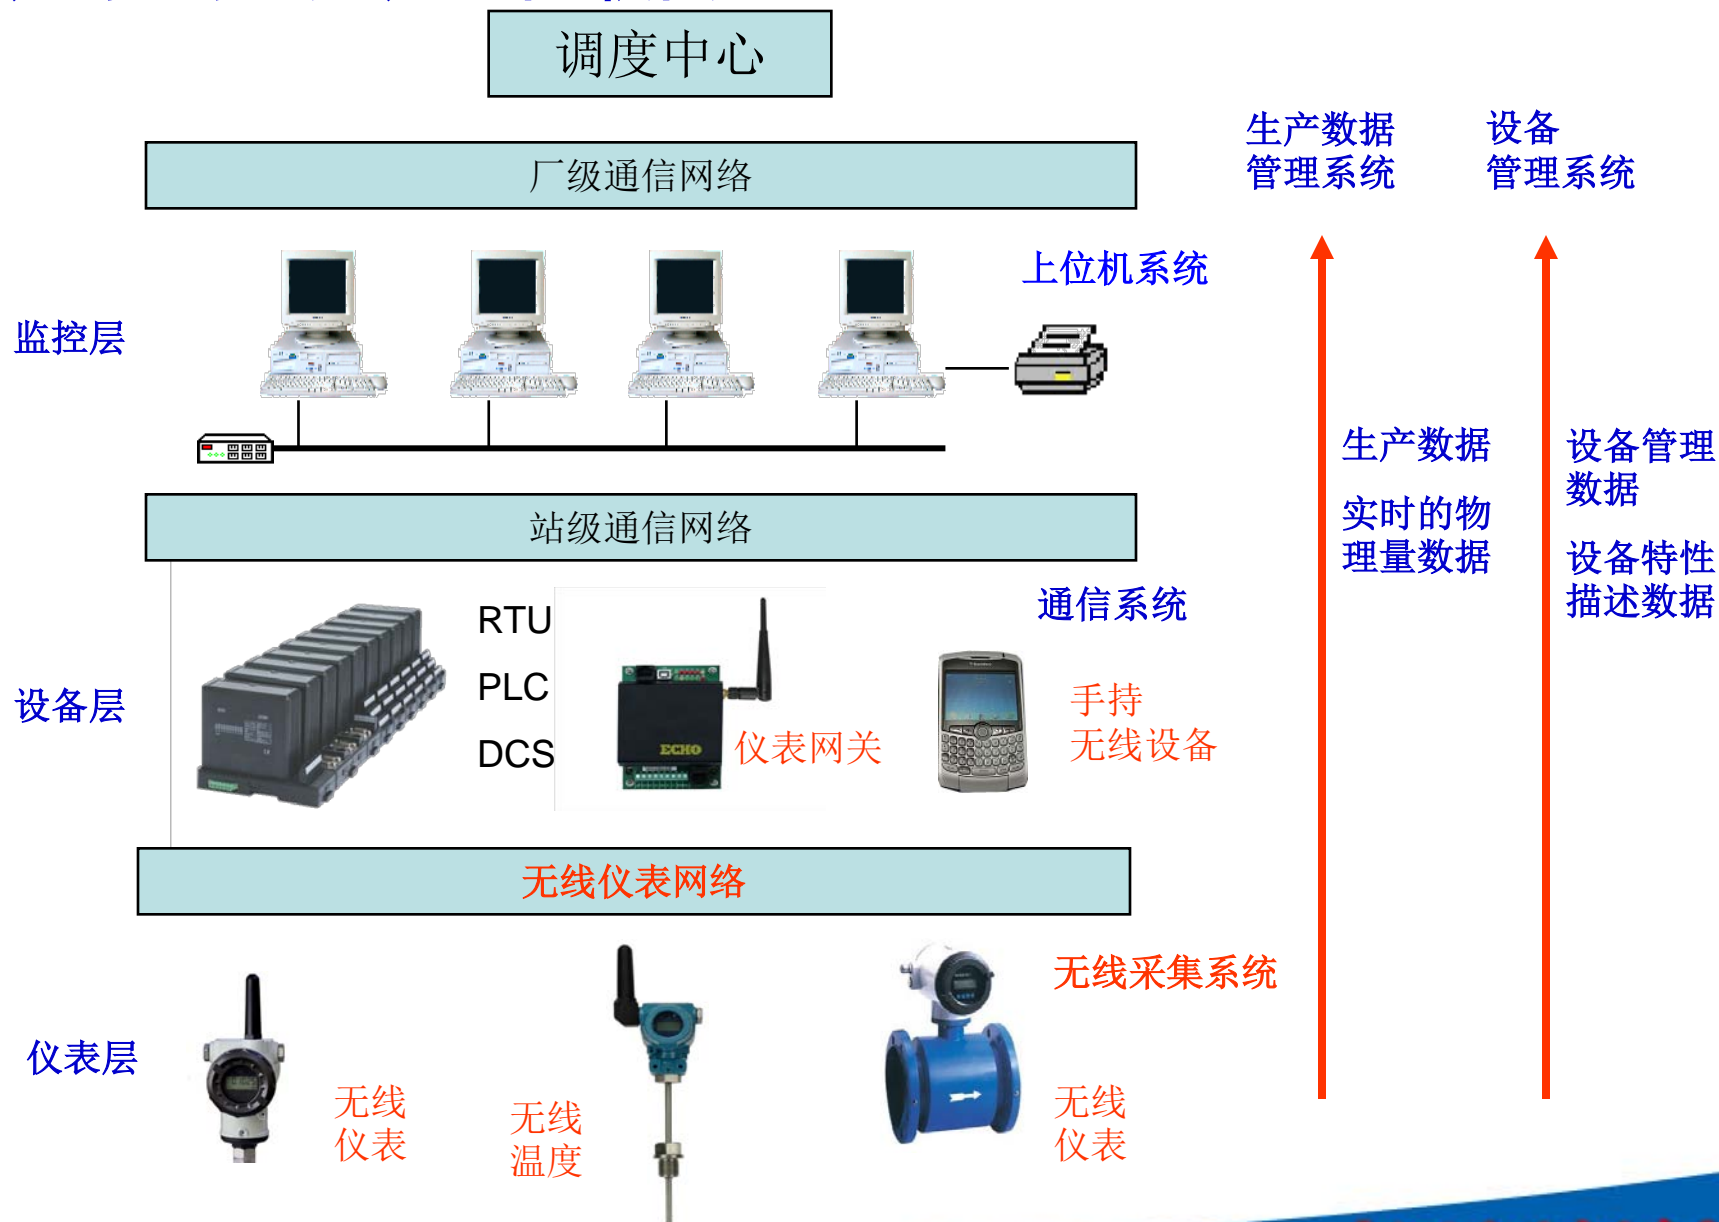 调度中心
厂级通信网络
生产数据
管理系统
设备
管理系统
上位机系统
监控层
生产数据
实时的物
理量数据
设备管理
数据
设备特性
描述数据
站级通信网络
通信系统
RTU
PLC
DCS
设备层
ECHO
仪表网关
手持
无线设备
无线仪表网络
无线采集系统
仪表层
无线
仪表
无线
温度
无线
仪表